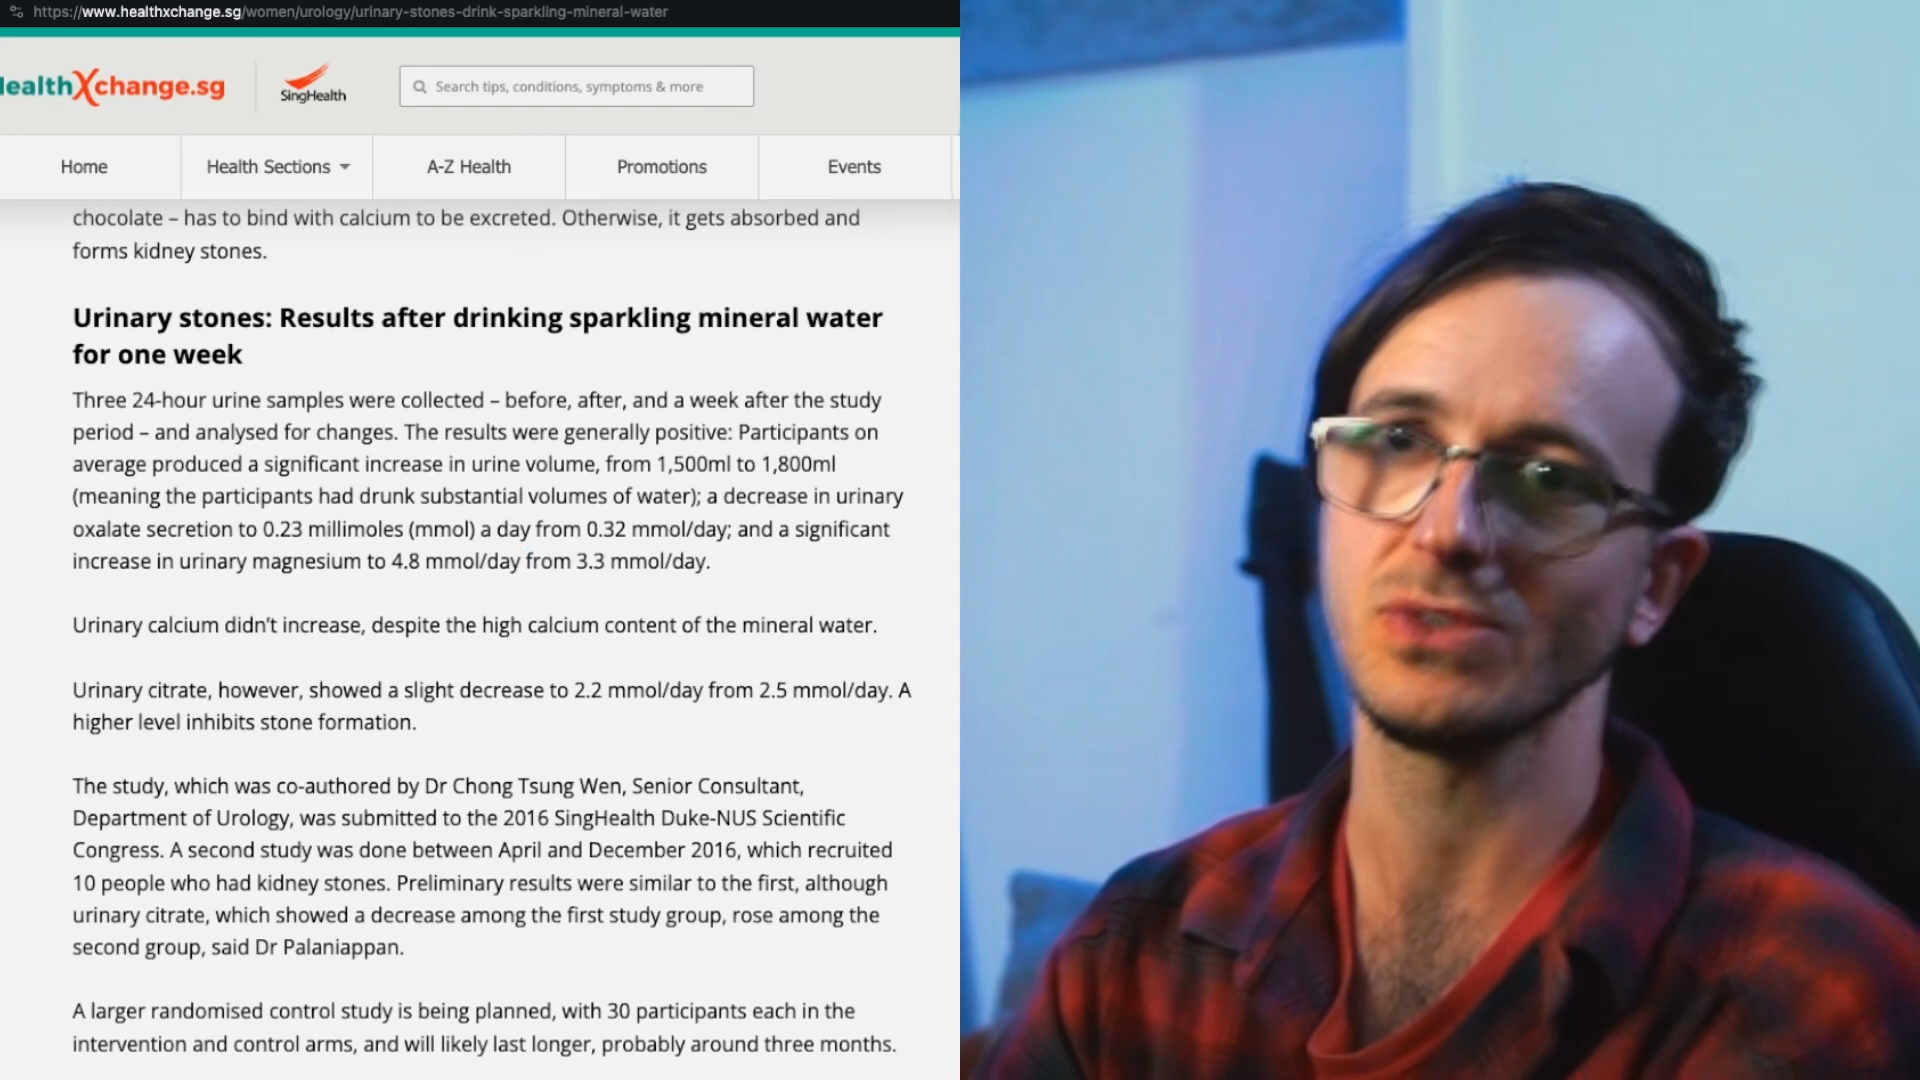 https://www.healthxchange.sg/women/urology/urinary-stones-drink-sparkling-mineral-water
ealthXchange.sg
SingHealth
Search tips, conditions, symptoms & more
Home
Health Sections
A-Z Health
Promotions
Events
chocolate – has to bind with calcium to be excreted. Otherwise, it gets absorbed and
forms kidney stones.
Urinary stones: Results after drinking sparkling mineral water
for one week
Three 24-hour urine samples were collected – before, after, and a week after the study
period – and analysed for changes. The results were generally positive: Participants on
average produced a significant increase in urine volume, from 1,500ml to 1,800ml
(meaning the participants had drunk substantial volumes of water); a decrease in urinary
oxalate secretion to 0.23 millimoles (mmol) a day from 0.32 mmol/day; and a significant
increase in urinary magnesium to 4.8 mmol/day from 3.3 mmol/day.
Urinary calcium didn’t increase, despite the high calcium content of the mineral water.
Urinary citrate, however, showed a slight decrease to 2.2 mmol/day from 2.5 mmol/day. A
higher level inhibits stone formation.
The study, which was co-authored by Dr Chong Tsung Wen, Senior Consultant,
Department of Urology, was submitted to the 2016 SingHealth Duke-NUS Scientific
Congress. A second study was done between April and December 2016, which recruited
10 people who had kidney stones. Preliminary results were similar to the first, although
urinary citrate, which showed a decrease among the first study group, rose among the
second group, said Dr Palaniappan.
A larger randomised control study is being planned, with 30 participants each in the
intervention and control arms, and will likely last longer, probably around three months.